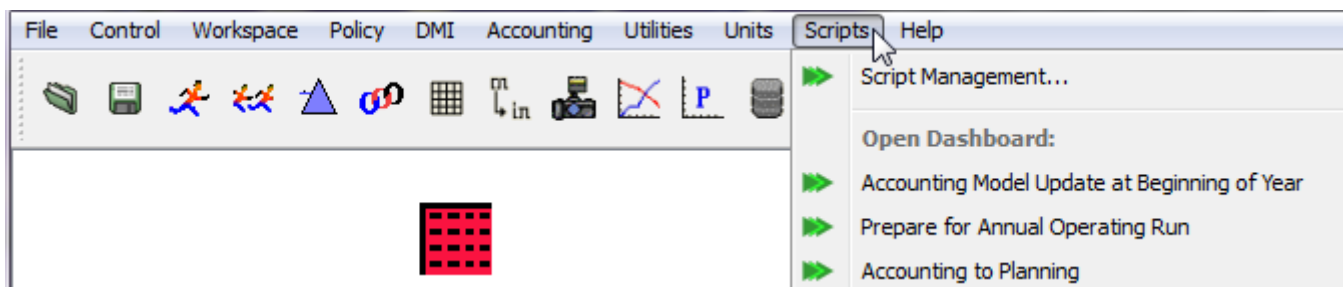 File Control Workspace Policy DMI Accounting Utilities Units Scripts Help
m
in
P
Script Management...
Open Dashboard:
Accounting Model Update at Beginning of Year
Prepare for Annual Operating Run
Accounting to Planning